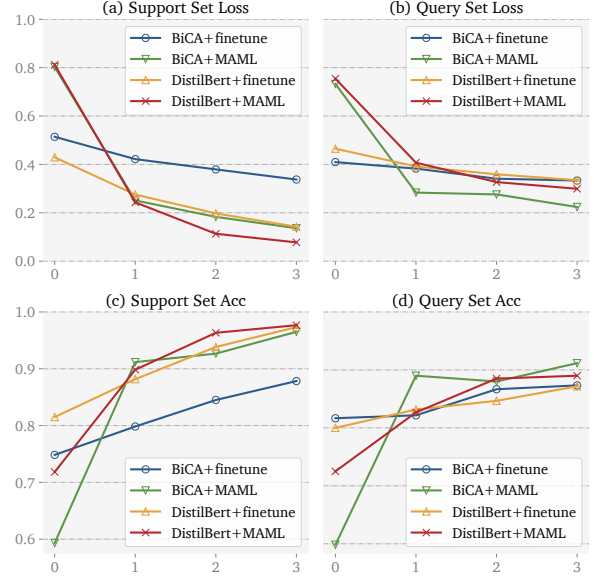 (a) Support Set Loss
(b) Query Set Loss
1.0
0.8
0.6
0.4
0.2
0.0
BiCA+finetune
BiCA+MAML
DistilBert+finetune
DistilBert+MAML
BiCA+finetune
BiCA+MAML
DistilBert+finetune
DistilBert+MAML
0 1 2 3
0 1 2 3
(c) Support Set Acc
(d) Query Set Acc
1.0
0.9
0.8
0.7
0.6
BiCA+finetune
BiCA+MAML
DistilBert+finetune
DistilBert+MAML
BiCA+finetune
BiCA+MAML
DistilBert+finetune
DistilBert+MAML
0 1 2 3
0 1 2 3